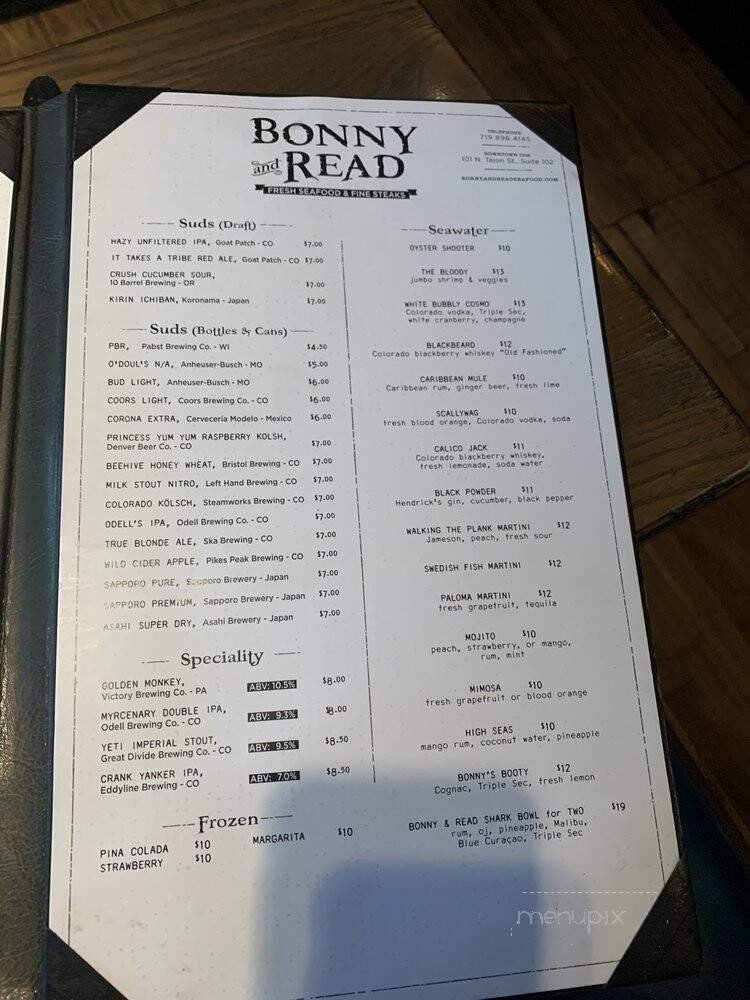 BONNY
and READ
FRESH SEAFOOD & FINE STEAKS
TELEPHONE
719.896.4145
DOWNTOWN COS
101 N. Tejon St., Suite 102
BONNYANDREADSEAFOOD.COM
Suds (Draft)
HAZY UNFILTERED IPA, Goat Patch - CO $7.00
IT TAKES A TRIBE RED ALE, Goat Patch - CO $7.00
CRUSH CUCUMBER SOUR,
10 Barrel Brewing - OR $7.00
KIRIN ICHIBAN, Koronama - Japan $7.00
Suds (Bottles & Cans)
PBR, Pabst Brewing Co. - WI $4.50
O'DOUL'S N/A, Anheuser-Busch - MO $5.00
BUD LIGHT, Anheuser-Busch - MO $6.00
COORS LIGHT, Coors Brewing Co. - CO $6.00
CORONA EXTRA, Cervecería Modelo - Mexico $6.00
PRINCESS YUM YUM RASPBERRY KOLSH,
Denver Beer Co. - CO $7.00
BEEHIVE HONEY WHEAT, Bristol Brewing - CO $7.00
MILK STOUT NITRO, Left Hand Brewing - CO $7.00
COLORADO KÖLSCH, Steamworks Brewing - CO $7.00
ODELL'S IPA, Odell Brewing Co. - CO $7.00
TRUE BLONDE ALE, Ska Brewing - CO $7.00
WILD CIDER APPLE, Pikes Peak Brewing - CO $7.00
SAPPORO PURE, Sapporo Brewery - Japan $7.00
SAPPORO PREMIUM, Sapporo Brewery - Japan $7.00
ASAHI SUPER DRY, Asahi Brewery - Japan $7.00
Speciality
GOLDEN MONKEY,
Victory Brewing Co. - PA ABV: 10.5% $8.00
MYRCENARY DOUBLE IPA,
Odell Brewing Co. - CO ABV: 9.3% $8.00
YETI IMPERIAL STOUT,
Great Divide Brewing Co. - CO ABV: 9.5% $8.50
CRANK YANKER IPA,
Eddyline Brewing - CO ABV: 7.0% $8.50
Frozen
PINA COLADA $10 MARGARITA $10
STRAWBERRY $10
Seawater
OYSTER SHOOTER $10
THE BLOODY $13
jumbo shrimp & veggies
WHITE BUBBLY COSMO $13
Colorado vodka, Triple Sec,
white cranberry, champagne
BLACKBEARD $12
Colorado blackberry whiskey "Old Fashioned"
CARIBBEAN MULE $10
Caribbean rum, ginger beer, fresh lime
SCALLYWAG $10
fresh blood orange, Colorado vodka, soda
CALICO JACK $11
Colorado blackberry whiskey,
fresh lemonade, soda water
BLACK POWDER $11
Hendrick's gin, cucumber, black pepper
WALKING THE PLANK MARTINI $12
Jameson, peach, fresh sour
SWEDISH FISH MARTINI $12
PALOMA MARTINI $12
fresh grapefruit, tequila
MOJITO $10
peach, strawberry, or mango,
rum, mint
MIMOSA $10
fresh grapefruit or blood orange
HIGH SEAS $10
mango rum, coconut water, pineapple
BONNY'S BOOTY $12
Cognac, Triple Sec, fresh lemon
BONNY & READ SHARK BOWL for TWO $19
rum, oj, pineapple, Malibu,
Blue Curaçao, Triple Sec
menupix